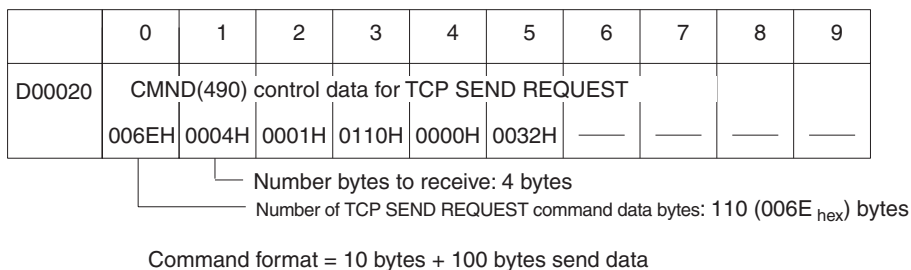 0 1 2 3 4 5 6 7 8 9
D00020 CMND(490) control data for TCP SEND REQUEST
006EH 0004H 0001H 0110H 0000H 0032H —— —— —— ——
Number bytes to receive: 4 bytes
Number of TCP SEND REQUEST command data bytes: 110 (006E hex) bytes
Command format = 10 bytes + 100 bytes send data